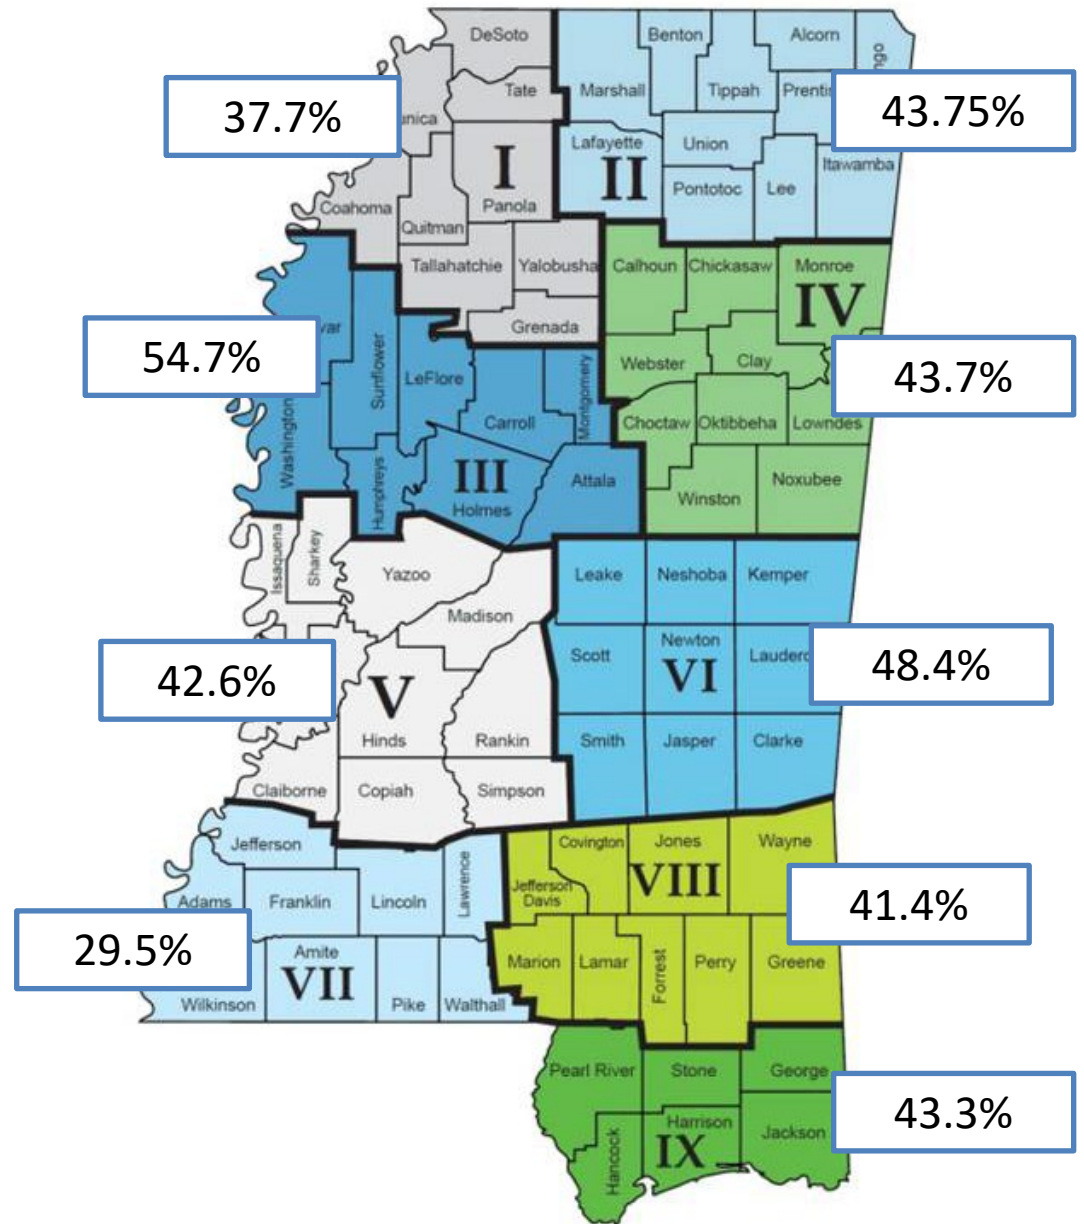 DeSoto
Benton
Alcorn
Marshall
Tippah
Tate
37.7%
43.75%
Lafayette
Union
II
Itawamba
Pontotoc
Lee
I
Panola
Coahoma
Quitman
Tallahatchie
Yalobusha
Grenada
Calhoun
Chickasaw
Monroe
IV
54.7%
Sunflower
LeFlore
Washington
Carroll
Montgomery
Humphreys
III
Holmes
Attala
Webster
Clay
43.7%
Choctaw
Oktibbeha
Lowndes
Winston
Noxubee
Issaquena
Sharkey
Yazoo
Madison
Leake
Neshoba
Kemper
Scott
Newton
VI
48.4%
42.6%
V
Hinds
Rankin
Smith
Jasper
Clarke
Claiborne
Copiah
Simpson
Jefferson
Adams
Franklin
Lincoln
Lawrence
29.5%
Amite
VII
Wilkinson
Pike
Walthall
Covington
Jones
Wayne
VIII
Jefferson
Davis
41.4%
Marion
Lamar
Forrest
Perry
Greene
Pearl River
Stone
George
43.3%
Hancock
Harrison
IX
Jackson